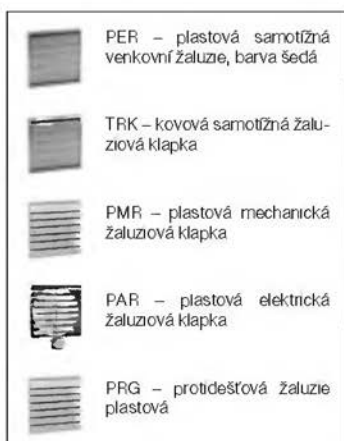 PER – plastová samotížná
venkovní žaluzie, barva šedá
TRK – kovová samotížná žalu-
ziová klapka
PMR – plastová mechanická
žaluziová klapka
PAR – plastová elektrická
žaluziová klapka
PRG – protidešťová žaluzie
plastová